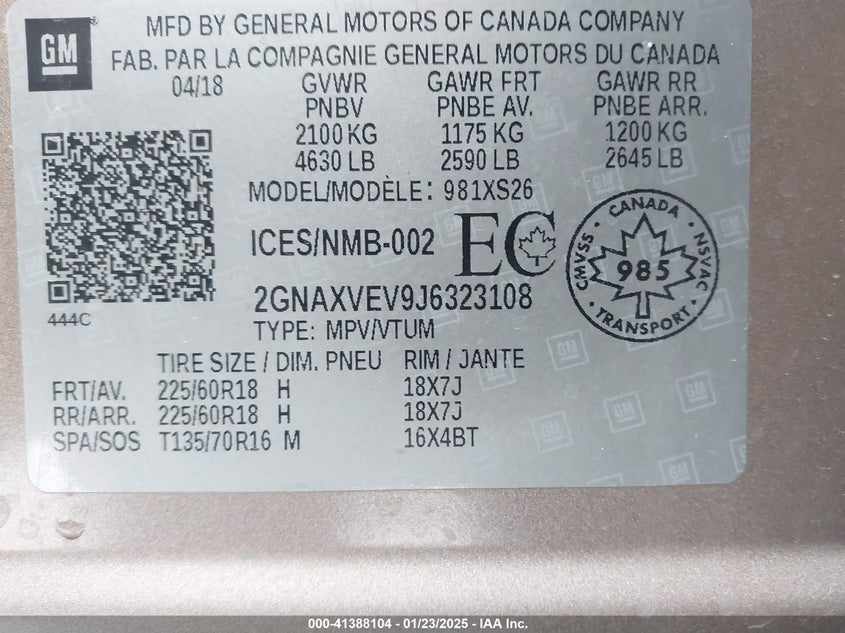 GM
MFD BY GENERAL MOTORS OF CANADA COMPANY
FAB. PAR LA COMPAGNIE GENERAL MOTORS DU CANADA
04/18 GVWR GAWR FRT GAWR RR
PNBV PNBE AV. PNBE ARR.
2100 KG 1175 KG 1200 KG
4630 LB 2590 LB 2645 LB
MODEL/MODÈLE: 981XS26
ICES/NMB-002 EC
CANADA
CMVSS 985 NSVAC
TRANSPORT
2GNAXVEV9J6323108
444C
TYPE: MPV/VTUM
TIRE SIZE / DIM. PNEU RIM / JANTE
FRT/AV. 225/60R18 H 18X7J
RR/ARR. 225/60R18 H 18X7J
SPA/SOS T135/70R16 M 16X4BT
000-41388104 - 01/23/2025 - IAA Inc.